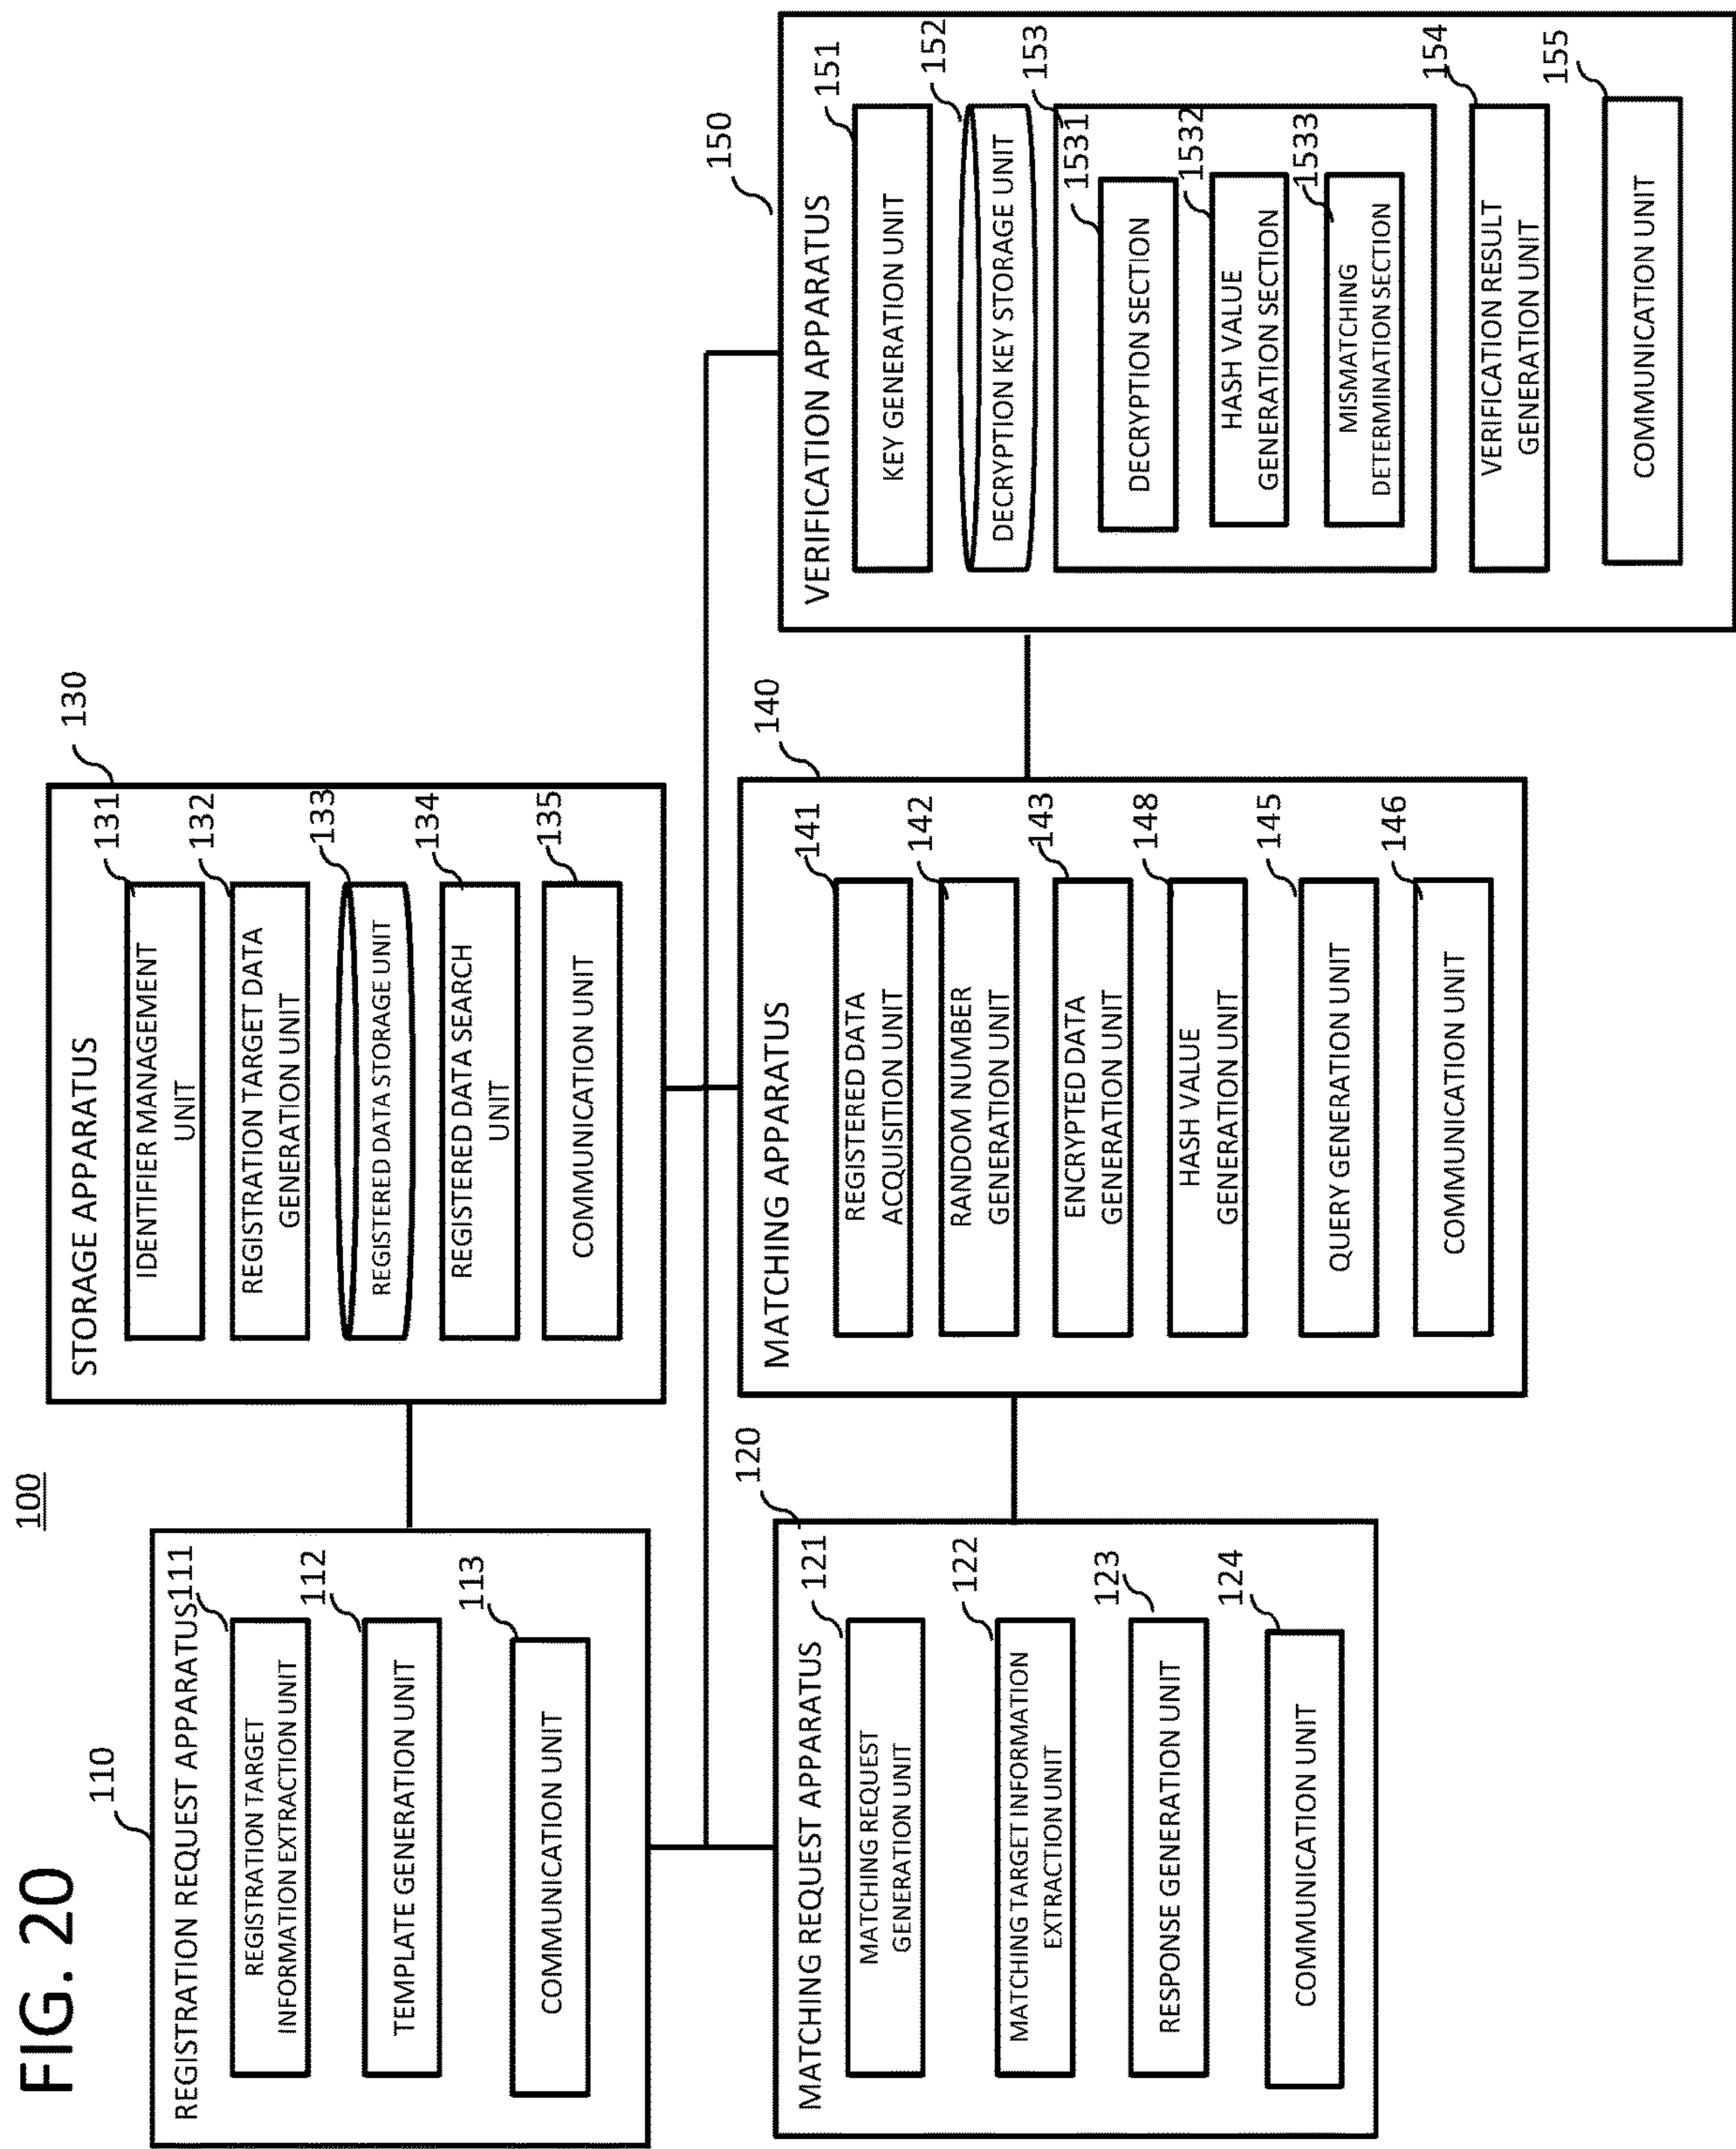 FIG. 20
100
110
REGISTRATION REQUEST APPARATUS
111
REGISTRATION TARGET
INFORMATION EXTRACTION UNIT
112
TEMPLATE GENERATION UNIT
113
COMMUNICATION UNIT
130
STORAGE APPARATUS
131
IDENTIFIER MANAGEMENT
UNIT
132
REGISTRATION TARGET DATA
GENERATION UNIT
133
REGISTERED DATA STORAGE UNIT
134
REGISTERED DATA SEARCH
UNIT
135
COMMUNICATION UNIT
120
MATCHING REQUEST APPARATUS
121
MATCHING REQUEST
GENERATION UNIT
122
MATCHING TARGET INFORMATION
EXTRACTION UNIT
123
RESPONSE GENERATION UNIT
124
COMMUNICATION UNIT
140
MATCHING APPARATUS
141
REGISTERED DATA
ACQUISITION UNIT
142
RANDOM NUMBER
GENERATION UNIT
143
ENCRYPTED DATA
GENERATION UNIT
148
HASH VALUE
GENERATION UNIT
145
QUERY GENERATION UNIT
146
COMMUNICATION UNIT
150
VERIFICATION APPARATUS
151
KEY GENERATION UNIT
152
DECRYPTION KEY STORAGE UNIT
153
1531
DECRYPTION SECTION
1532
HASH VALUE
GENERATION SECTION
1533
MISMATCHING
DETERMINATION SECTION
154
VERIFICATION RESULT
GENERATION UNIT
155
COMMUNICATION UNIT